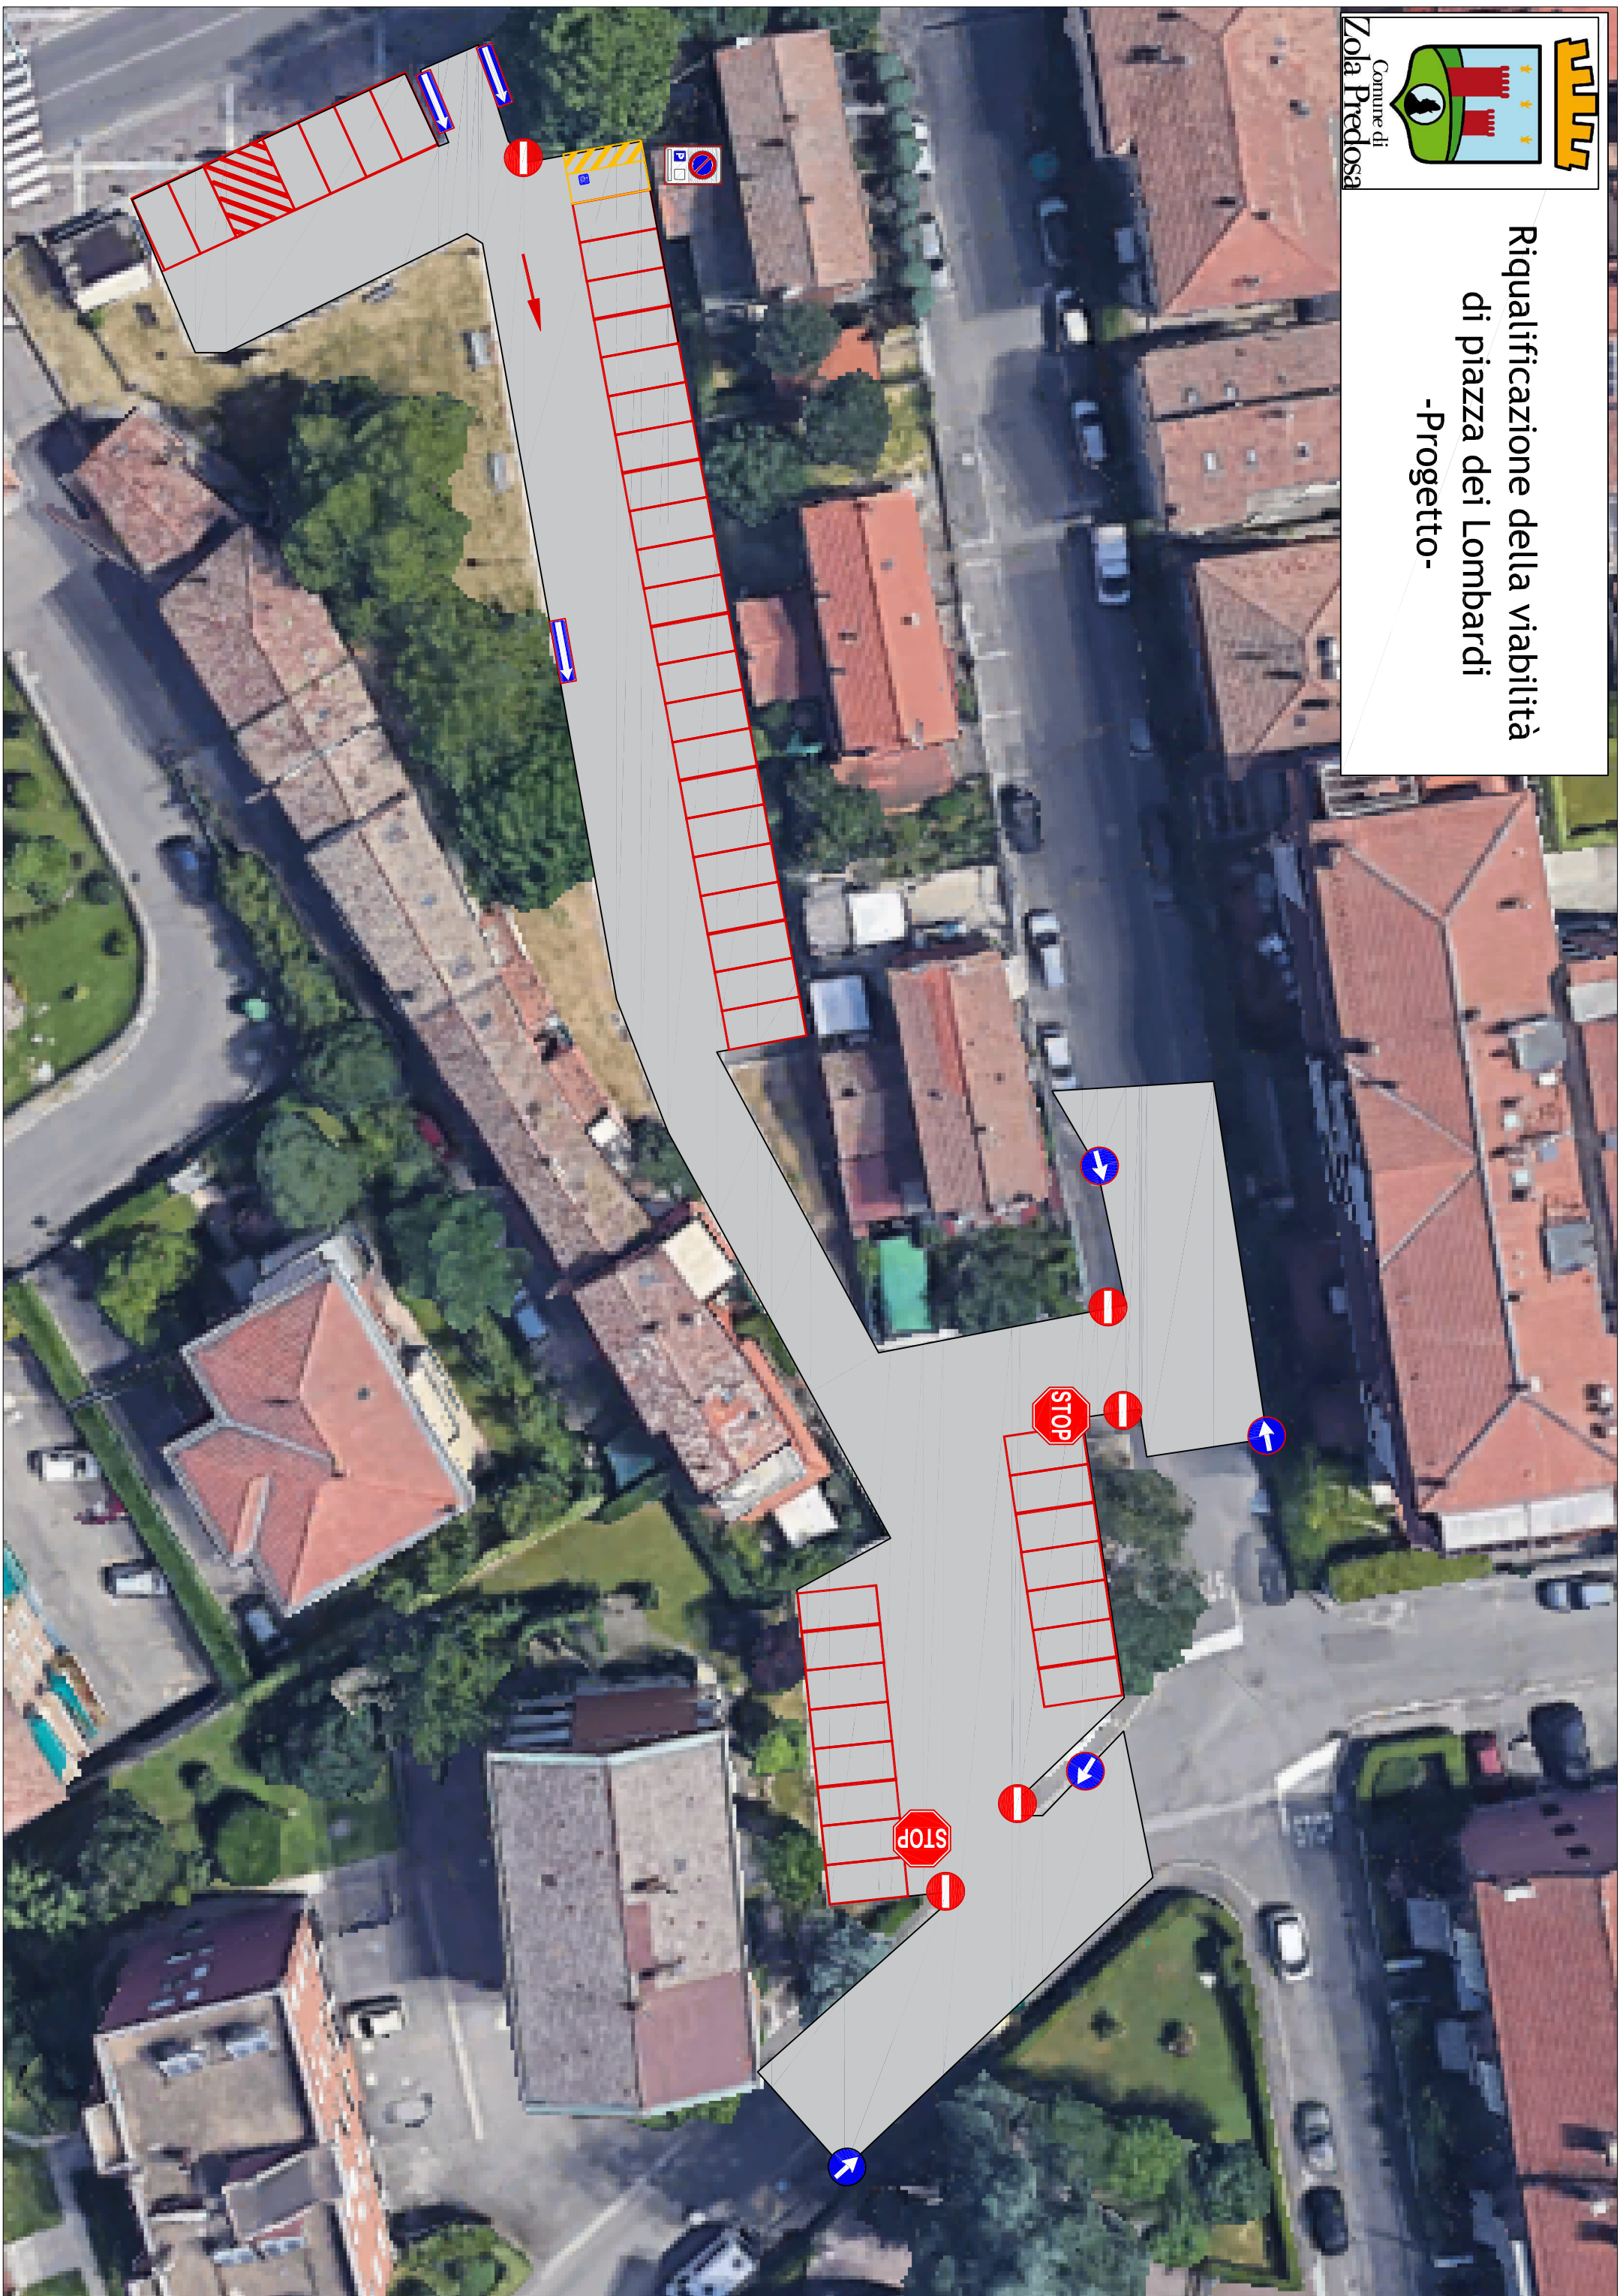 Comune di
Zola Predosa
Riqualificazione della viabilità
di piazza dei Lombardi
-Progetto-
P
STOP
STOP